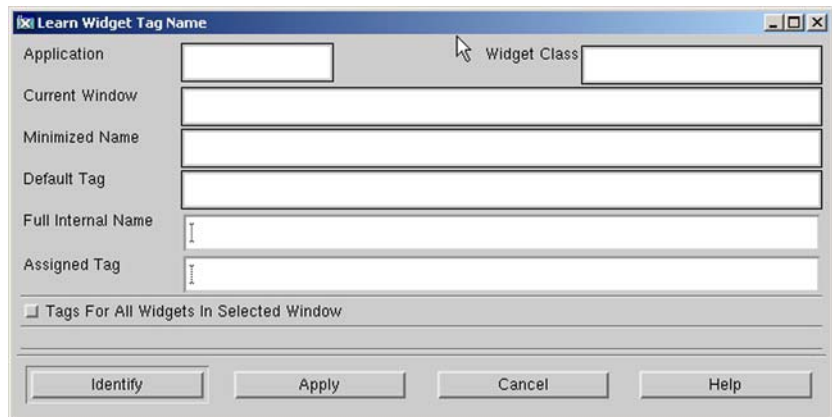 Learn Widget Tag Name
Application Widget Class
Current Window
Minimized Name
Default Tag
Full Internal Name
Assigned Tag
Tags For All Widgets In Selected Window
Identify Apply Cancel Help